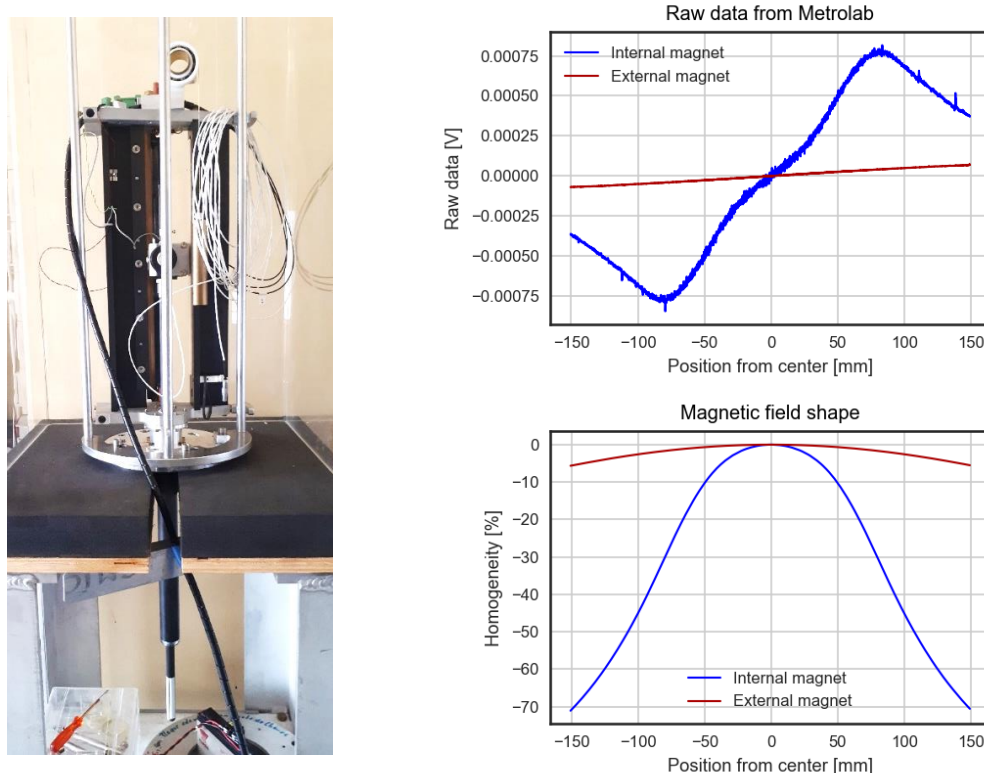 Raw data from Metrolab
Internal magnet
External magnet
0.00075
0.00050
0.00025
0.00000
−0.00025
−0.00050
−0.00075
Raw data [V]
−150 −100 −50 0 50 100 150
Position from center [mm]
Magnetic field shape
0
−10
−20
−30
−40
−50
−60
−70
Homogeneity [%]
Internal magnet
External magnet
−150 −100 −50 0 50 100 150
Position from center [mm]